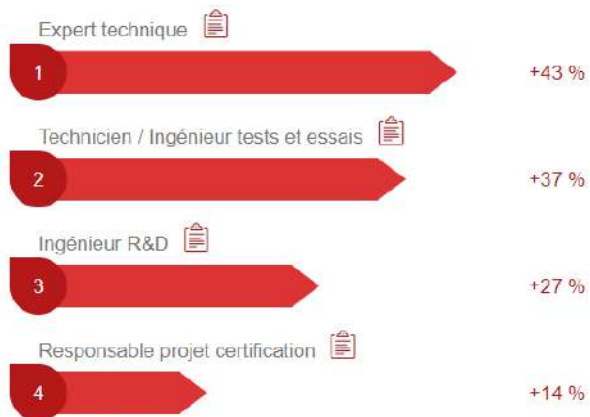 Expert technique
1 +43 %
Technicien / Ingénieur tests et essais
2 +37 %
Ingénieur R&D
3 +27 %
Responsable projet certification
4 +14 %